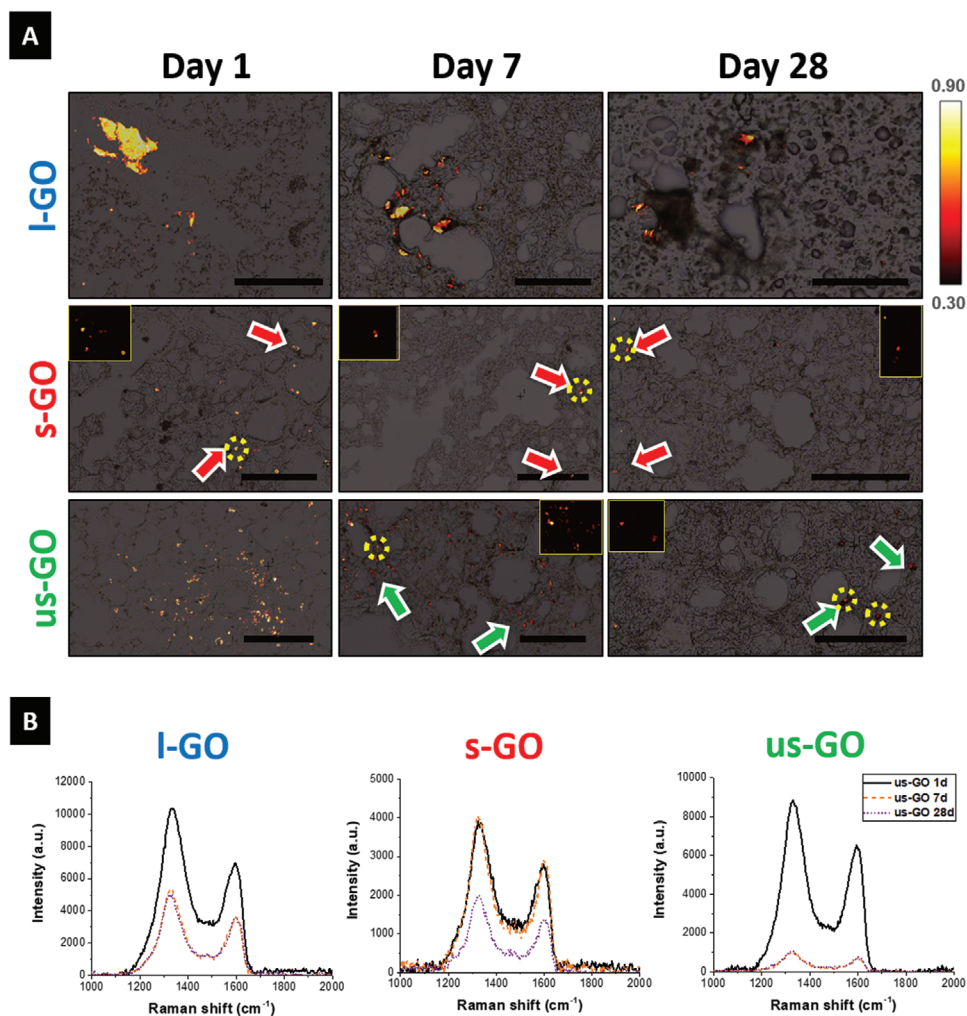 A
Day 1
Day 7
Day 28
0.90
0.30
l-GO
s-GO
us-GO
B
l-GO
s-GO
us-GO
12000
10000
8000
6000
4000
2000
0
Intensity (a.u.)
1000 1200 1400 1600 1800 2000
Raman shift (cm⁻¹)
5000
4000
3000
2000
1000
0
Intensity (a.u.)
1000 1200 1400 1600 1800 2000
Raman shift (cm⁻¹)
10000
8000
6000
4000
2000
0
Intensity (a.u.)
us-GO 1d
us-GO 7d
us-GO 28d
1000 1200 1400 1600 1800 2000
Raman shift (cm⁻¹)